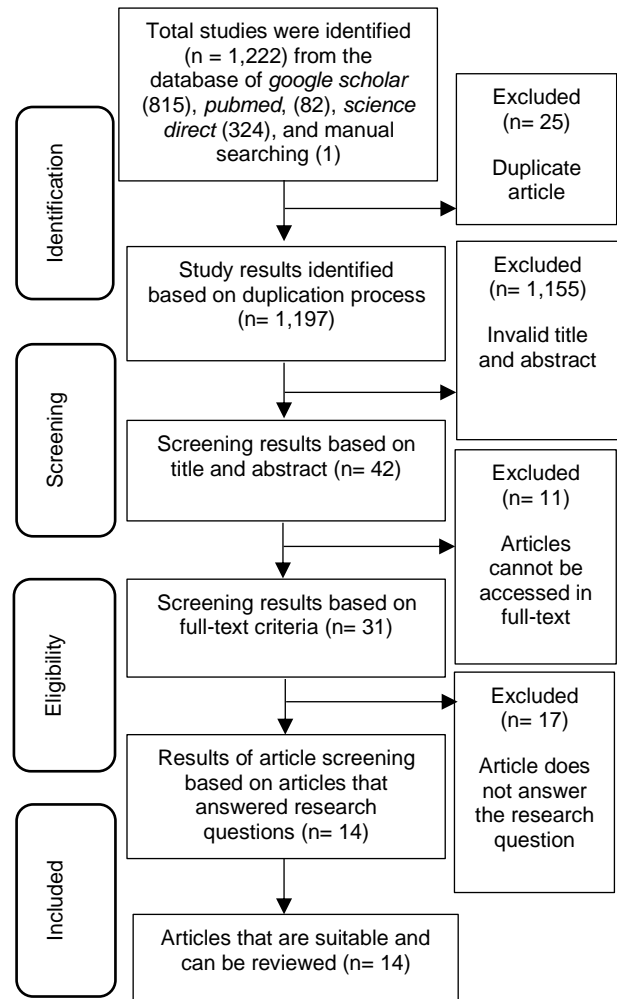 Total studies were identified
(n = 1,222) from the
database of google scholar
(815), pubmed, (82), science
direct (324), and manual
searching (1)
Excluded
(n= 25)
Duplicate
article
Identification
Study results identified
based on duplication process
(n= 1,197)
Excluded
(n= 1,155)
Invalid title
and abstract
Screening
Screening results based on
title and abstract (n= 42)
Excluded
(n= 11)
Articles
cannot be
accessed in
full-text
Eligibility
Screening results based on
full-text criteria (n= 31)
Excluded
(n= 17)
Article does
not answer
the research
question
Results of article screening
based on articles that
answered research
questions (n= 14)
Included
Articles that are suitable and
can be reviewed (n= 14)